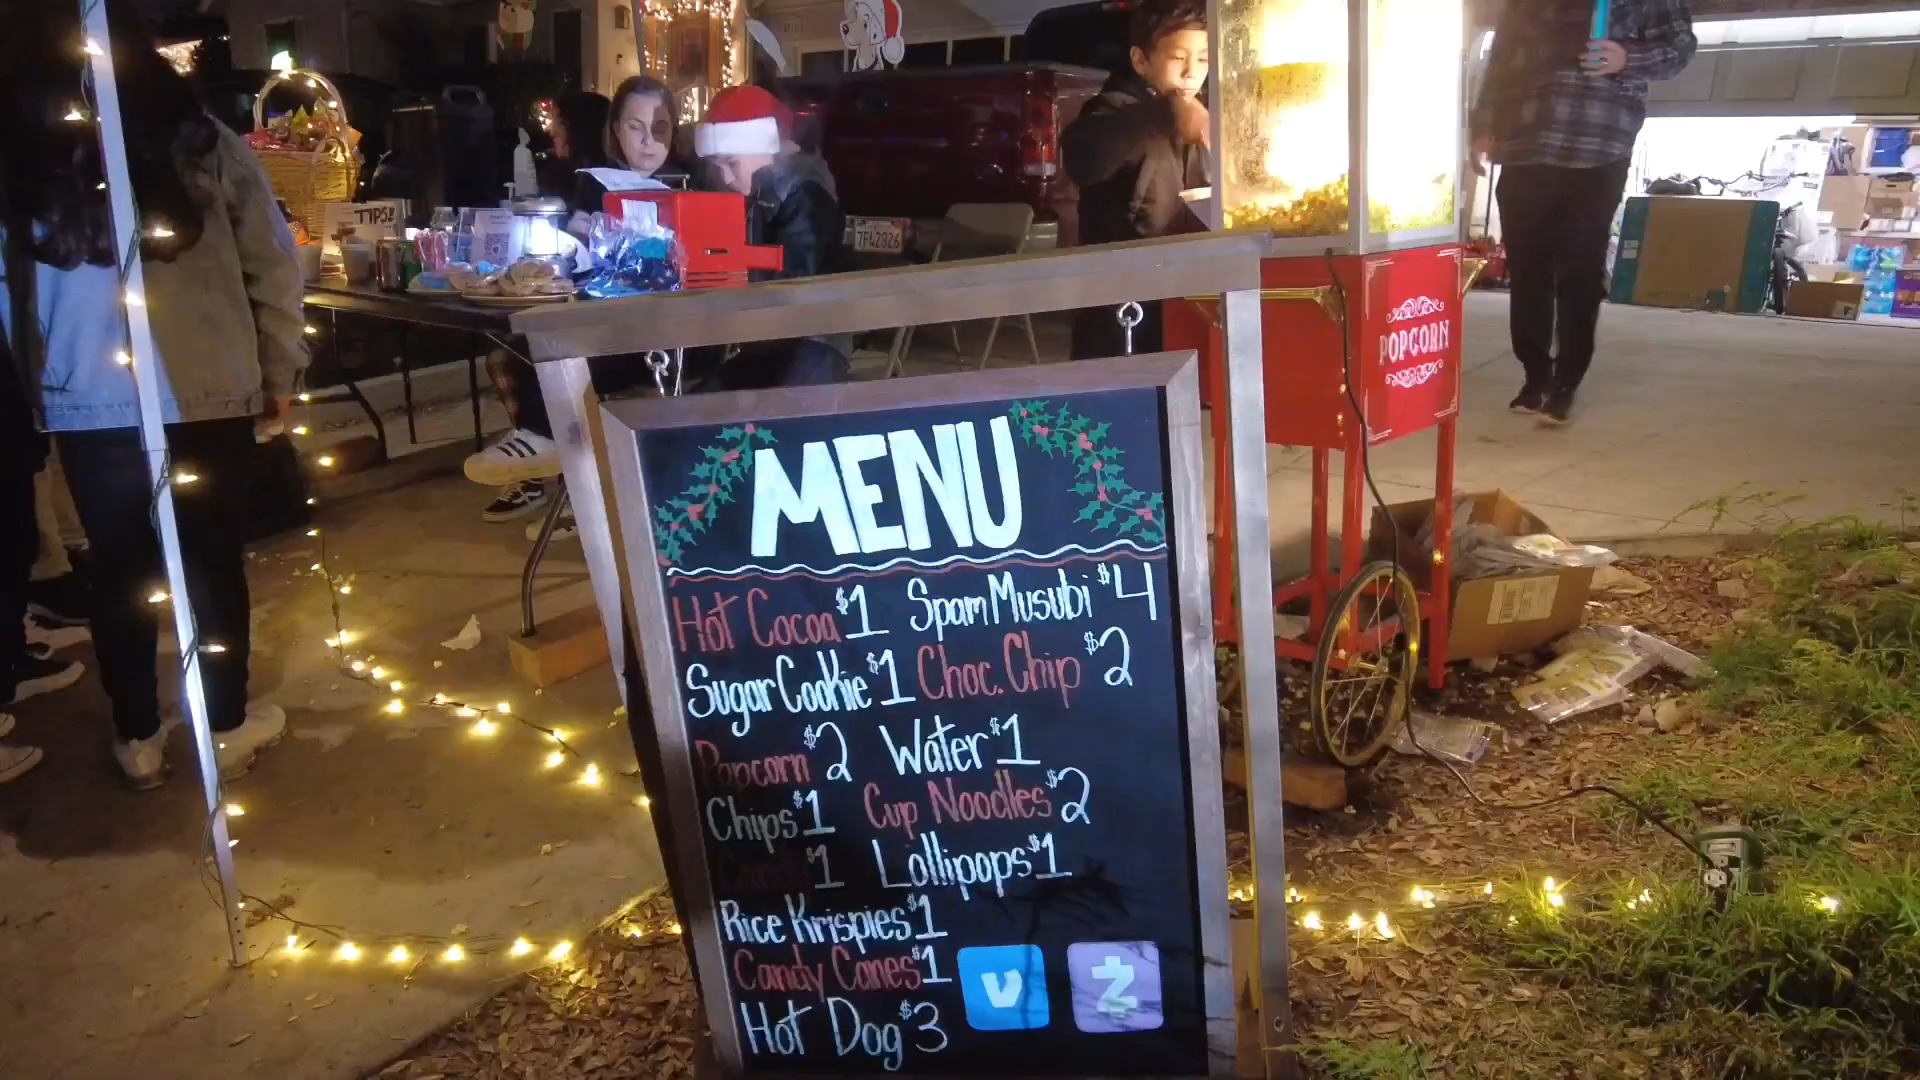 TIPS!
7F42826
POPCORN
MENU
Hot Cocoa $1 Spam Musubi $4
Sugar Cookie $1 Choc. Chip $2
Popcorn $2 Water $1
Chips $1 Cup Noodles $2
$1 Lollipops $1
Rice Krispies $1
Candy Canes $1
Hot Dog $3
V Z